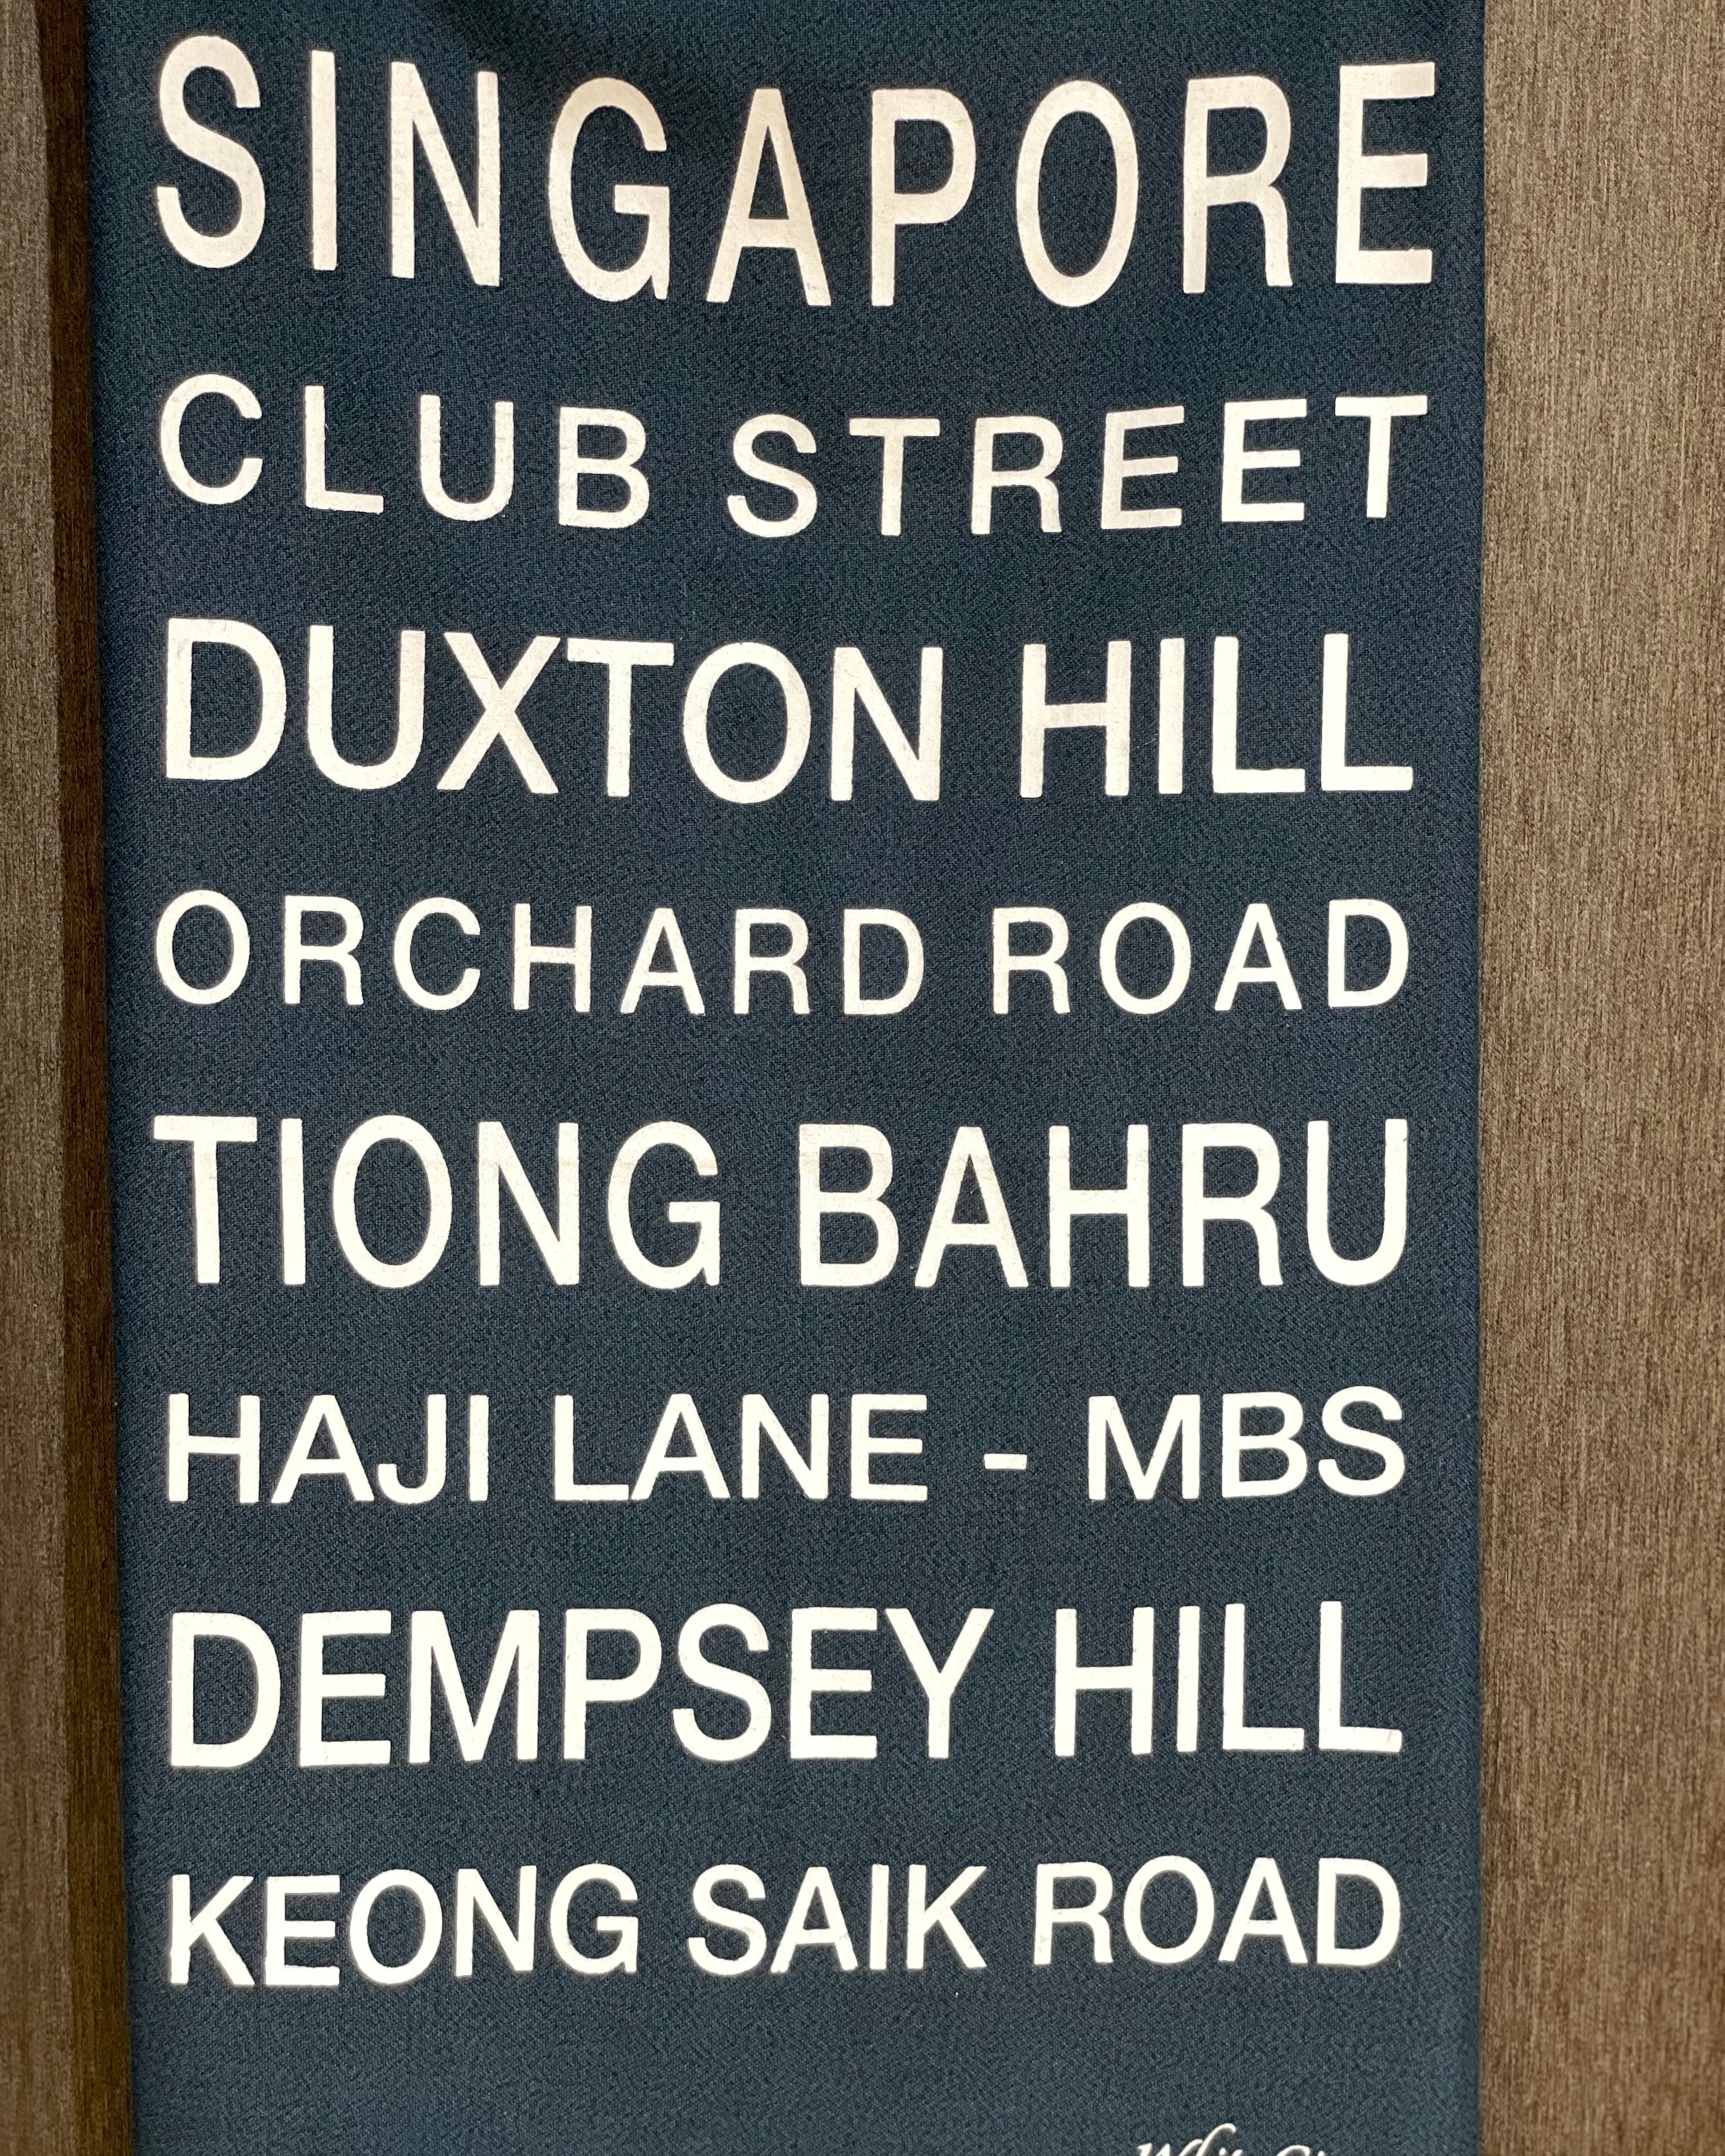 SINGAPORE
CLUB STREET
DUXTON HILL
ORCHARD ROAD
TIONG BAHRU
HAJI LANE - MBS
DEMPSEY HILL
KEONG SAIK ROAD